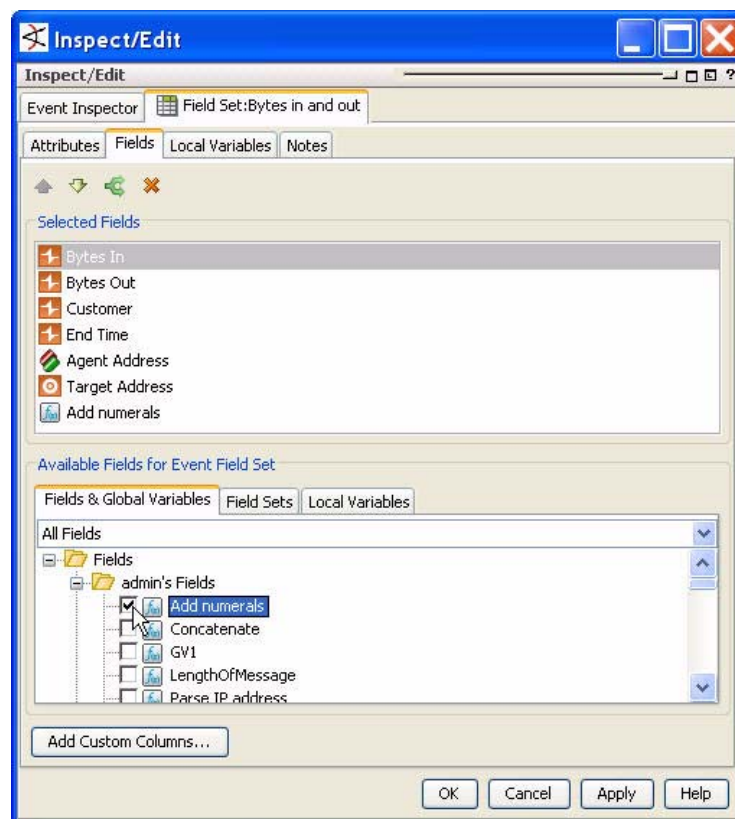 Inspect/Edit
Inspect/Edit
Event Inspector Field Set:Bytes in and out
Attributes Fields Local Variables Notes
Selected Fields
Bytes In
Bytes Out
Customer
End Time
Agent Address
Target Address
Add numerals
Available Fields for Event Field Set
Fields & Global Variables Field Sets Local Variables
All Fields
Fields
admin's Fields
Add numerals
Concatenate
GV1
LengthOfMessage
Parse IP address
Add Custom Columns...
OK Cancel Apply Help